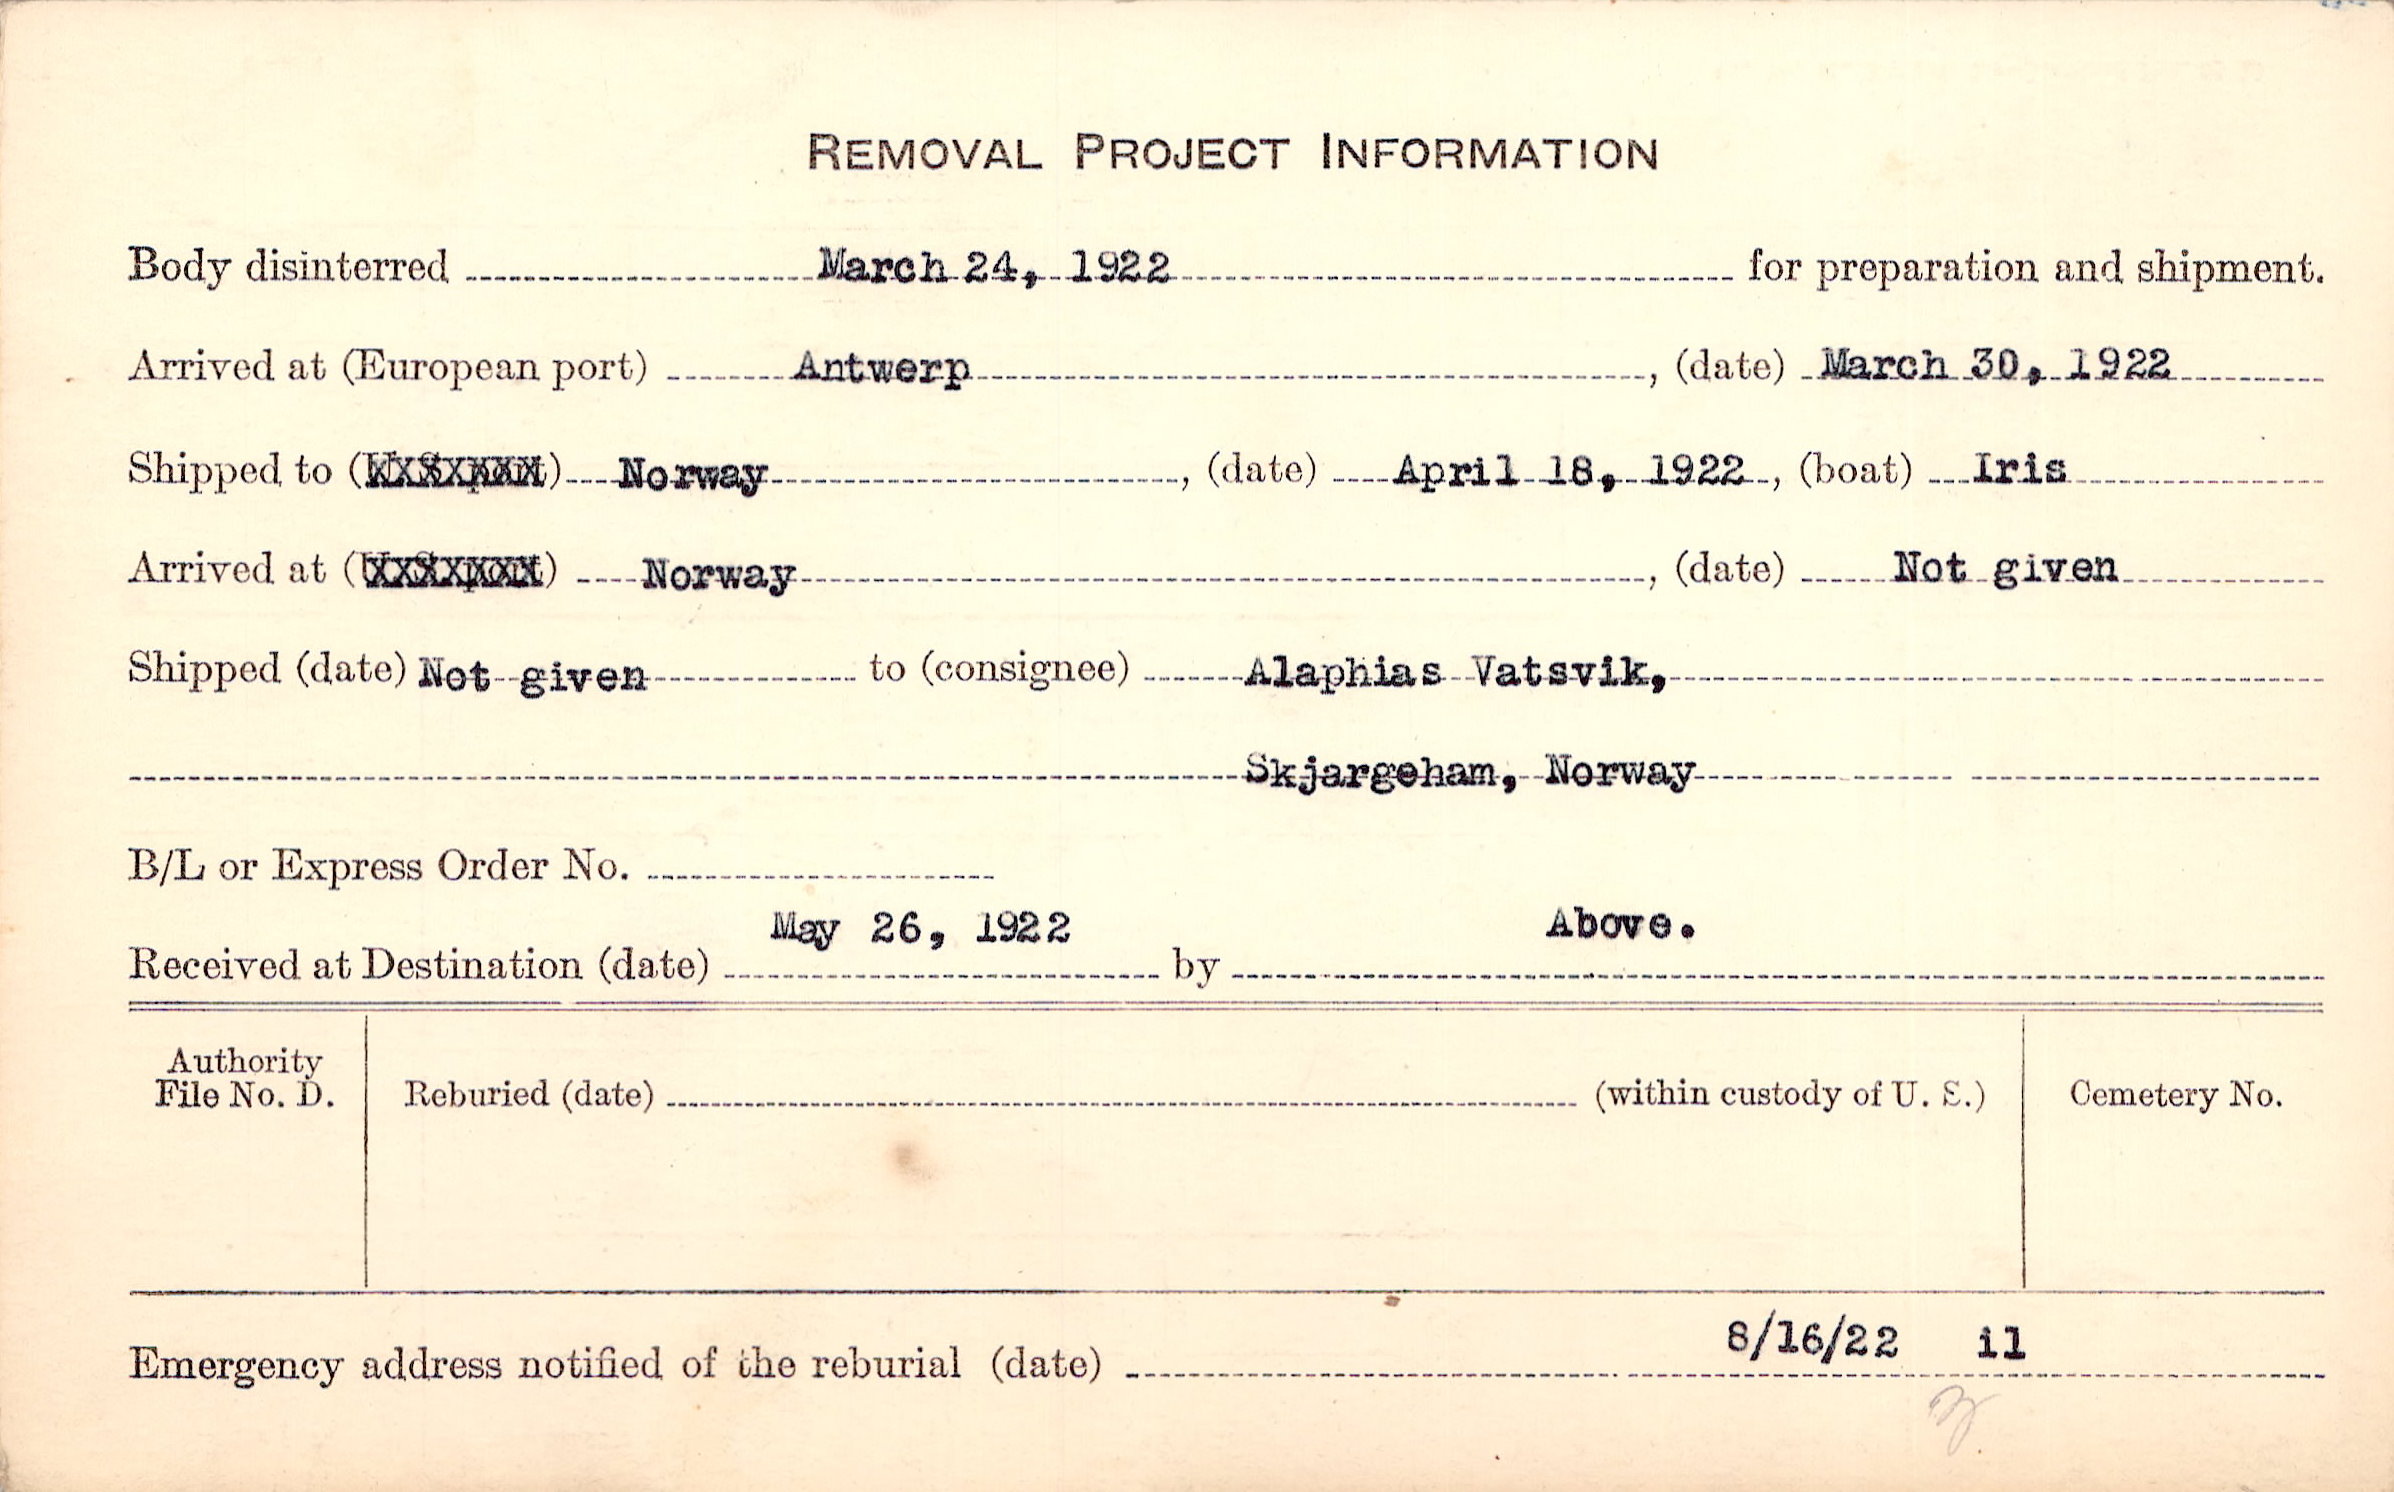 REMOVAL PROJECT INFORMATION
Body disinterred March 24, 1922 for preparation and shipment.
Arrived at (European port) Antwerp, (date) March 30, 1922
Shipped to (U. S. port) Norway, (date) April 18, 1922, (boat) Iris
Arrived at (U. S. port) Norway, (date) Not given
Shipped (date) Not given to (consignee) Alaphias Vatsvik,
Skjargeham, Norway
B/L or Express Order No.
May 26, 1922 Above.
Received at Destination (date) by
Authority
File No. D.
Reburied (date) (within custody of U. S.)
Cemetery No.
8/16/22 il
Emergency address notified of the reburial (date)